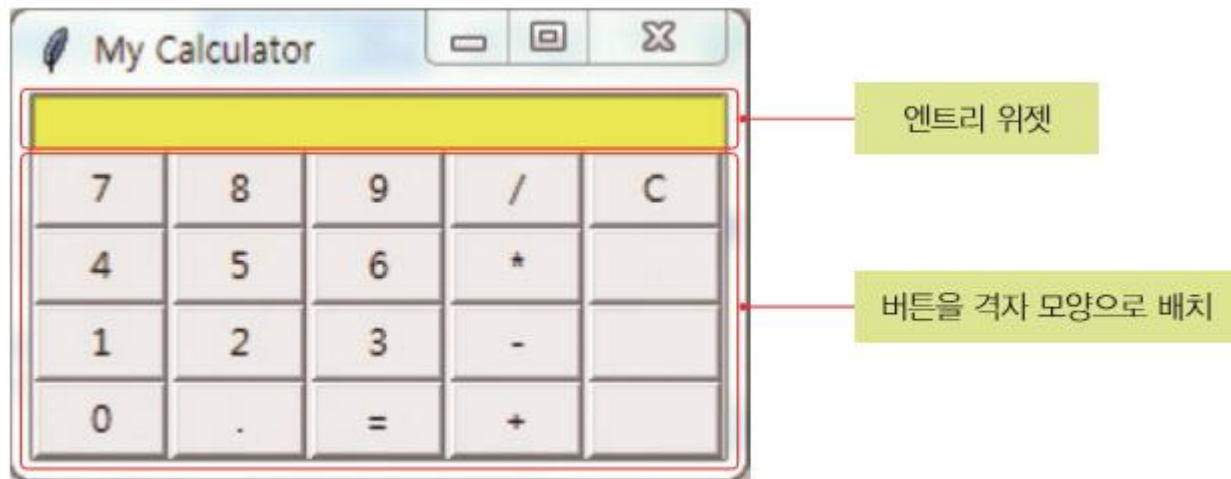 My Calculator
엔트리 위젯
7 8 9 / C
4 5 6 *
버튼을 격자 모양으로 배치
1 2 3 -
0 . = +